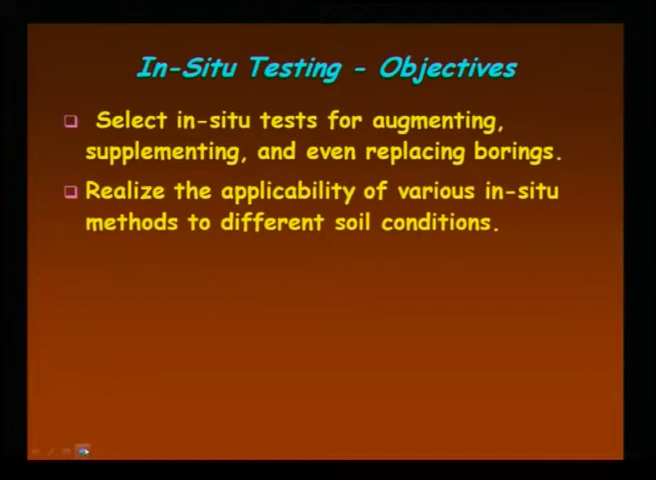 In-Situ Testing - Objectives
Select in-situ tests for augmenting,
supplementing, and even replacing borings.
Realize the applicability of various in-situ
methods to different soil conditions.